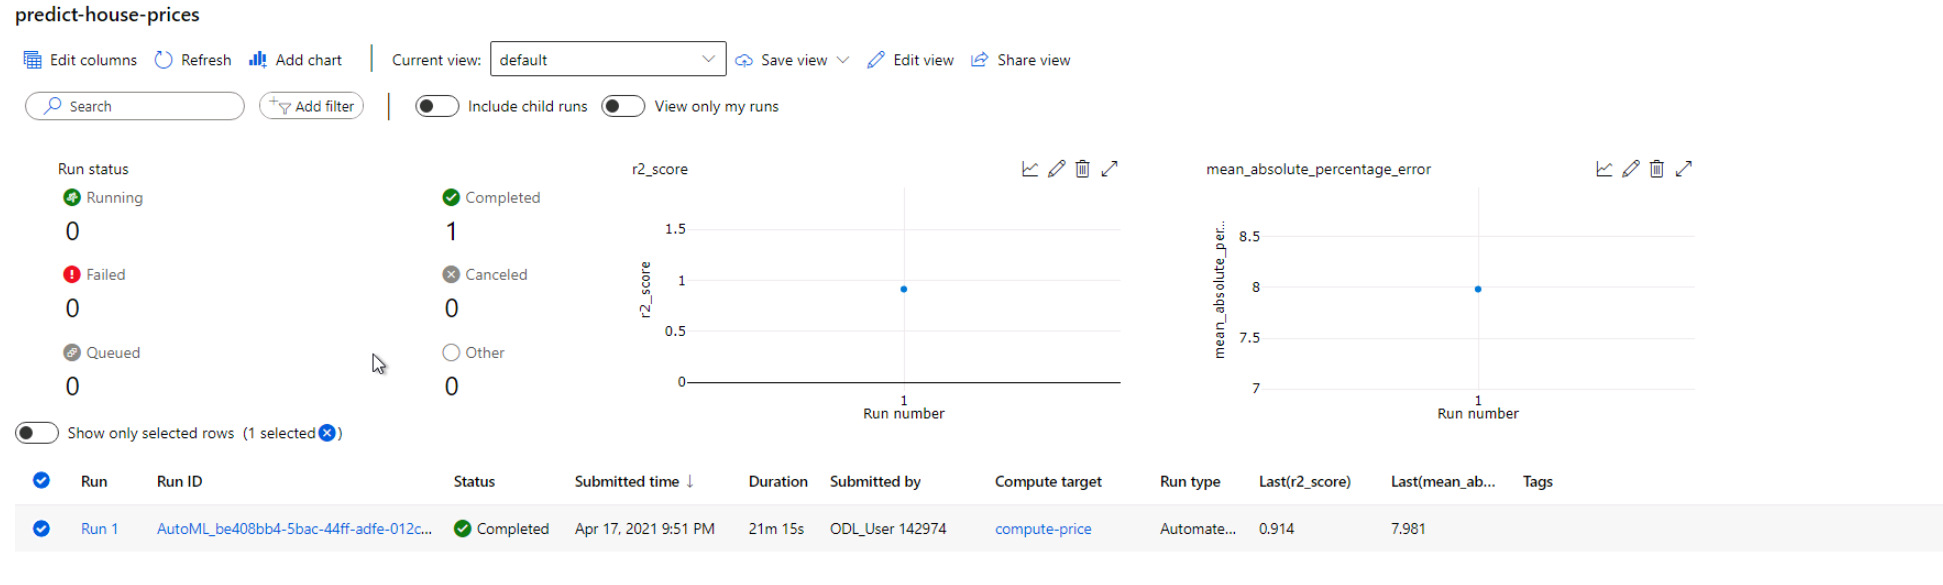 predict-house-prices
Edit columns Refresh Add chart Current view: default Save view Edit view Share view
Search Add filter Include child runs View only my runs
Run status
Running
0
Completed
1
Failed
0
Canceled
0
Queued
0
Other
0
r2_score
r2_score
1.5
1
0.5
0
1
Run number
mean_absolute_percentage_error
mean_absolute_per...
8.5
8
7.5
7
1
Run number
Show only selected rows (1 selected )
Run Run ID Status Submitted time ↓ Duration Submitted by Compute target Run type Last(r2_score) Last(mean_ab... Tags
Run 1 AutoML_be408bb4-5bac-44ff-adfe-012c... Completed Apr 17, 2021 9:51 PM 21m 15s ODL_User 142974 compute-price Automate... 0.914 7.981